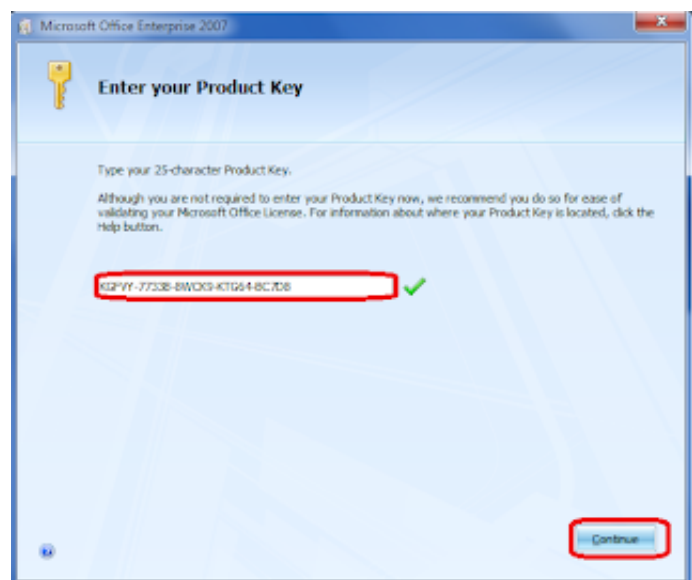 Microsoft Office Enterprise 2007
Enter your Product Key
Type your 25-character Product Key.
Although you are not required to enter your Product Key now, we recommend you do so for ease of
validating your Microsoft Office License. For information about where your Product Key is located, click the
Help button.
Continue